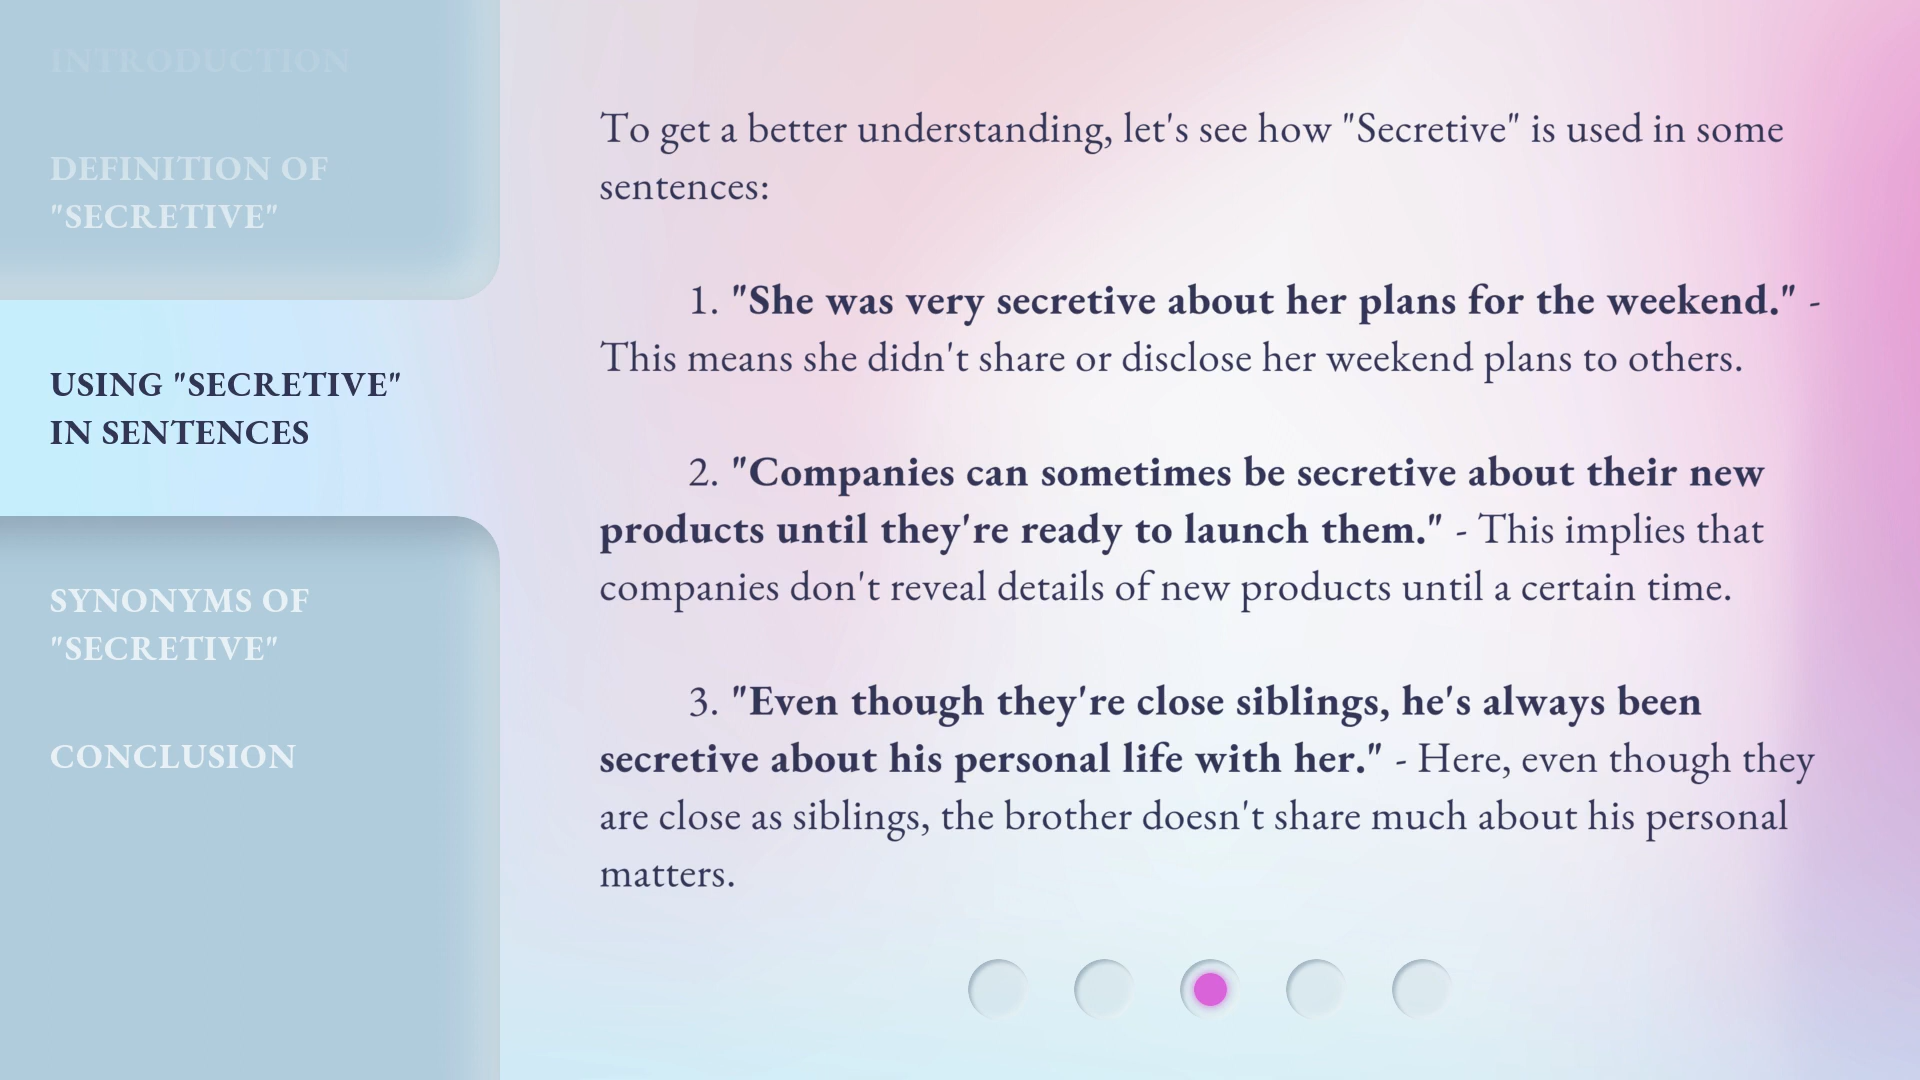 INTRODUCTION
DEFINITION OF
"SECRETIVE"
USING "SECRETIVE"
IN SENTENCES
SYNONYMS OF
"SECRETIVE"
CONCLUSION
To get a better understanding, let's see how "Secretive" is used in some
sentences:
1. "She was very secretive about her plans for the weekend." -
This means she didn't share or disclose her weekend plans to others.
2. "Companies can sometimes be secretive about their new
products until they're ready to launch them." - This implies that
companies don't reveal details of new products until a certain time.
3. "Even though they're close siblings, he's always been
secretive about his personal life with her." - Here, even though they
are close as siblings, the brother doesn't share much about his personal
matters.